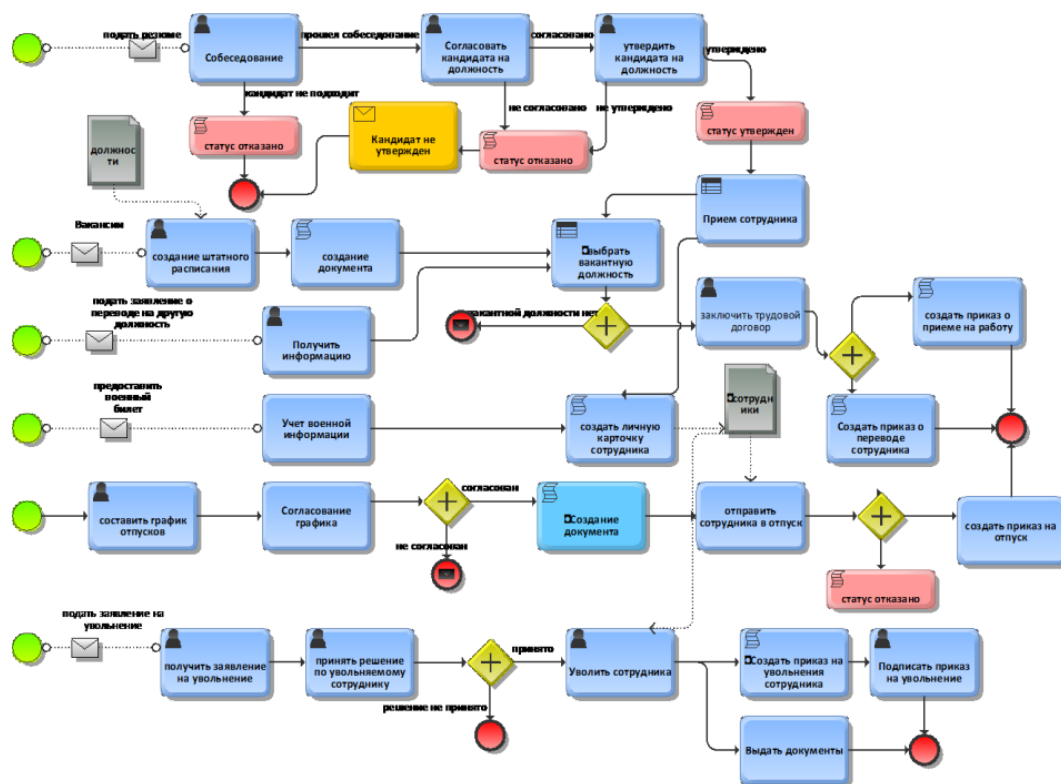 подать резюме
Собеседование
прошел собеседование
Согласовать
кандидата на
должность
согласовано
утвердить
кандидата на
должность
утверждено
кандидат не подходит
не согласовано
не утверждено
статус отказано
Кандидат не
утвержден
статус отказано
статус утвержден
должнос
ти
Прием сотрудника
Вакансии
создание штатного
расписания
создание
документа
выбрать
вакантную
должность
подать заявление о
переводе на другую
должность
Получить
информацию
вакантной должности нет
заключить трудовой
договор
создать приказ о
приеме на работу
предоставить
военный
билет
Учет военной
информации
создать личную
карточку
сотрудника
сотрудн
ики
Создать приказ о
переводе
сотрудника
составить график
отпусков
Согласование
графика
согласован
не согласован
Создание
документа
отправить
сотрудника в отпуск
создать приказ на
отпуск
статус отказано
подать заявление на
увольнение
получить заявление
на увольнение
принять решение
по увольняемому
сотруднику
принято
решение не принято
Уволить сотрудника
Создать приказ на
увольнения
сотрудника
Подписать приказ
на увольнение
Выдать документы